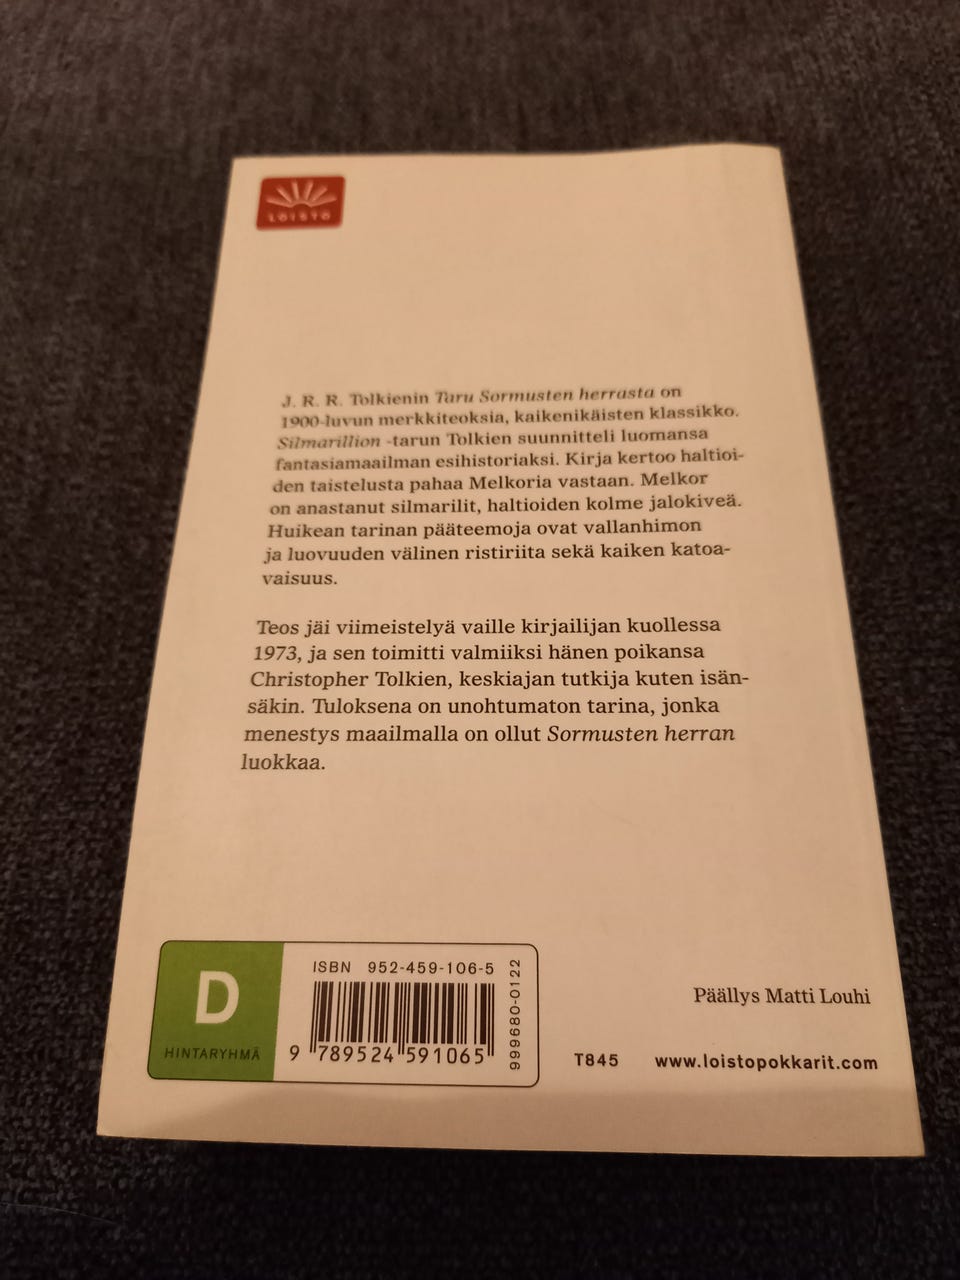 LOISTO
J. R. R. Tolkienin Taru Sormusten herrasta on
1900-luvun merkkiteoksia, kaikenikäisten klassikko.
Silmarillion -tarun Tolkien suunnitteli luomansa
fantasiamaailman esihistoriaksi. Kirja kertoo haltioi-
den taistelusta pahaa Melkoria vastaan. Melkor
on anastanut silmarilit, haltioiden kolme jalokiveä.
Huikean tarinan pääteemoja ovat vallanhimon
ja luovuuden välinen ristiriita sekä kaiken katoa-
vaisuus.
Teos jäi viimeistelyä vaille kirjailijan kuollessa
1973, ja sen toimitti valmiiksi hänen poikansa
Christopher Tolkien, keskiajan tutkija kuten isän-
säkin. Tuloksena on unohtumaton tarina, jonka
menestys maailmalla on ollut Sormusten herran
luokkaa.
D
HINTARYHMÄ
ISBN 952-459-106-5
9 789524 591065
999680-0122
Päällys Matti Louhi
T845 www.loistopokkarit.com